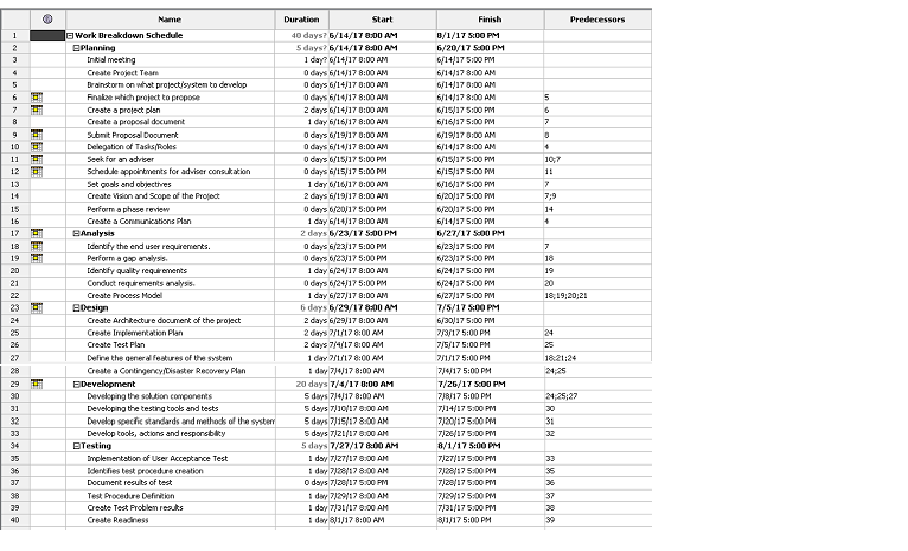 Name Duration Start Finish Predecessors
1 Work Breakdown Schedule 40 days? 6/14/17 8:00 AM 8/1/17 5:00 PM
2 Planning 5 days? 6/14/17 8:00 AM 6/20/17 5:00 PM
3 Initial meeting 1 day? 6/14/17 8:00 AM 6/14/17 5:00 PM
4 Create Project Team 0 days 6/14/17 8:00 AM 6/14/17 8:00 AM
5 Brainstorm on what project/system to develop 0 days 6/14/17 8:00 AM 6/14/17 8:00 AM
6 Finalize which project to propose 0 days 6/14/17 8:00 AM 6/14/17 8:00 AM 5
7 Create a project plan 2 days 6/14/17 8:00 AM 6/15/17 5:00 PM 6
8 Create a proposal document 1 day 6/16/17 8:00 AM 6/16/17 5:00 PM 7
9 Submit Proposal Document 0 days 6/19/17 8:00 AM 6/19/17 8:00 AM 8
10 Delegation of Tasks/Roles 0 days 6/14/17 8:00 AM 6/14/17 8:00 AM 4
11 Seek for an adviser 0 days 6/15/17 5:00 PM 6/15/17 5:00 PM 10;7
12 Schedule appointments for adviser consultation 0 days 6/15/17 5:00 PM 6/15/17 5:00 PM 11
13 Set goals and objectives 1 day 6/16/17 8:00 AM 6/16/17 5:00 PM 7
14 Create Vision and Scope of the Project 2 days 6/19/17 8:00 AM 6/20/17 5:00 PM 7;9
15 Perform a phase review 0 days 6/20/17 5:00 PM 6/20/17 5:00 PM 14
16 Create a Communications Plan 1 day 6/14/17 8:00 AM 6/14/17 5:00 PM 4
17 Analysis 2 days 6/23/17 5:00 PM 6/27/17 5:00 PM
18 Identify the end user requirements. 0 days 6/23/17 5:00 PM 6/23/17 5:00 PM 7
19 Perform a gap analysis. 0 days 6/23/17 5:00 PM 6/23/17 5:00 PM 18
20 Identify quality requirements 1 day 6/24/17 8:00 AM 6/24/17 5:00 PM 19
21 Conduct requirements analysis. 0 days 6/24/17 5:00 PM 6/24/17 5:00 PM 20
22 Create Process Model 1 day 6/27/17 8:00 AM 6/27/17 5:00 PM 18;19;20;21
23 Design 6 days 6/29/17 8:00 AM 7/5/17 5:00 PM
24 Create Architecture document of the project 2 days 6/29/17 8:00 AM 6/30/17 5:00 PM
25 Create Implementation Plan 2 days 7/1/17 8:00 AM 7/3/17 5:00 PM 24
26 Create Test Plan 2 days 7/4/17 8:00 AM 7/5/17 5:00 PM 25
27 Define the general features of the system 1 day 7/1/17 8:00 AM 7/1/17 5:00 PM 18;21;24
28 Create a Contingency/Disaster Recovery Plan 1 day 7/4/17 8:00 AM 7/4/17 5:00 PM 24;25
29 Development 20 days 7/4/17 8:00 AM 7/26/17 5:00 PM
30 Developing the solution components 5 days 7/4/17 8:00 AM 7/8/17 5:00 PM 24;25;27
31 Developing the testing tools and tests 5 days 7/10/17 8:00 AM 7/14/17 5:00 PM 30
32 Develop specific standards and methods of the system 5 days 7/15/17 8:00 AM 7/20/17 5:00 PM 31
33 Develop tools, actions and responsibility 5 days 7/21/17 8:00 AM 7/26/17 5:00 PM 32
34 Testing 5 days 7/27/17 8:00 AM 8/1/17 5:00 PM
35 Implementation of User Acceptance Test 1 day 7/27/17 8:00 AM 7/27/17 5:00 PM 33
36 Identifies test procedure creation 1 day 7/28/17 8:00 AM 7/28/17 5:00 PM 35
37 Document results of test 0 days 7/28/17 5:00 PM 7/28/17 5:00 PM 36
38 Test Procedure Definition 1 day 7/29/17 8:00 AM 7/29/17 5:00 PM 37
39 Create Test Problem results 1 day 7/31/17 8:00 AM 7/31/17 5:00 PM 38
40 Create Readiness 1 day 8/1/17 8:00 AM 8/1/17 5:00 PM 39